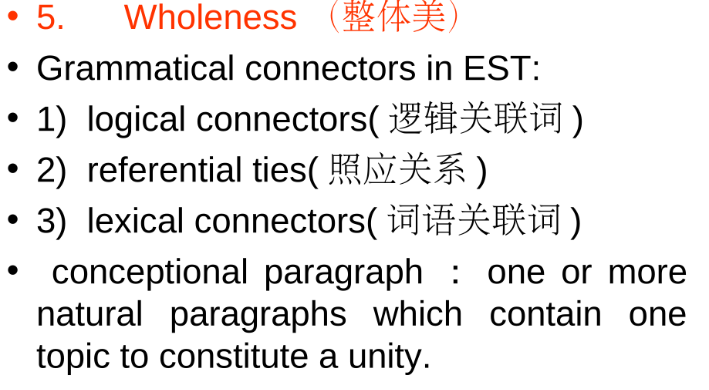 • 5. Wholeness （整体美）
• Grammatical connectors in EST:
• 1) logical connectors( 逻辑关联词 )
• 2) referential ties( 照应关系 )
• 3) lexical connectors( 词语关联词 )
• conceptional paragraph ： one or more
natural paragraphs which contain one
topic to constitute a unity.